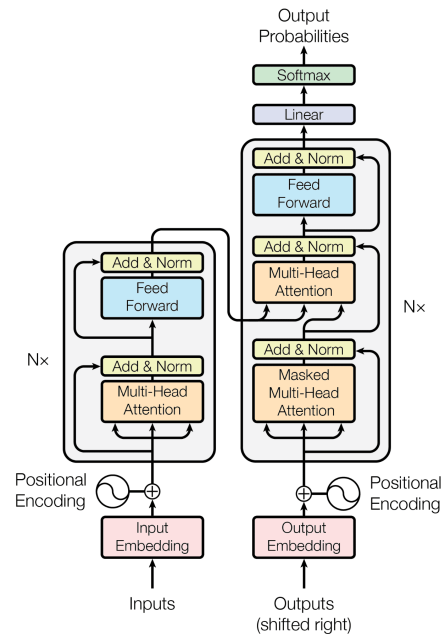 Output
Probabilities
Softmax
Linear
Add & Norm
Feed
Forward
Add & Norm
Multi-Head
Attention
Add & Norm
Masked
Multi-Head
Attention
N×
Add & Norm
Feed
Forward
Add & Norm
Multi-Head
Attention
N×
Positional
Encoding
Positional
Encoding
Input
Embedding
Output
Embedding
Inputs
Outputs
(shifted right)